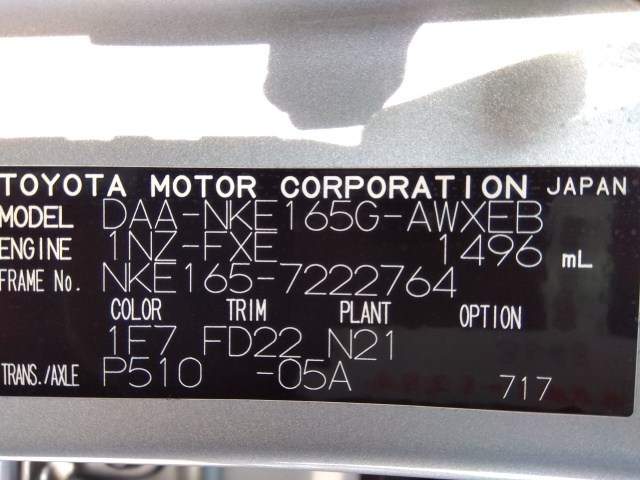 TOYOTA MOTOR CORPORATION JAPAN
MODEL DAA-NKE165G-AWXEB
ENGINE 1NZ-FXE 1496 mL
FRAME No. NKE165-7222764
COLOR TRIM PLANT OPTION
1F7 FD22 N21
TRANS./AXLE P510 -05A
717